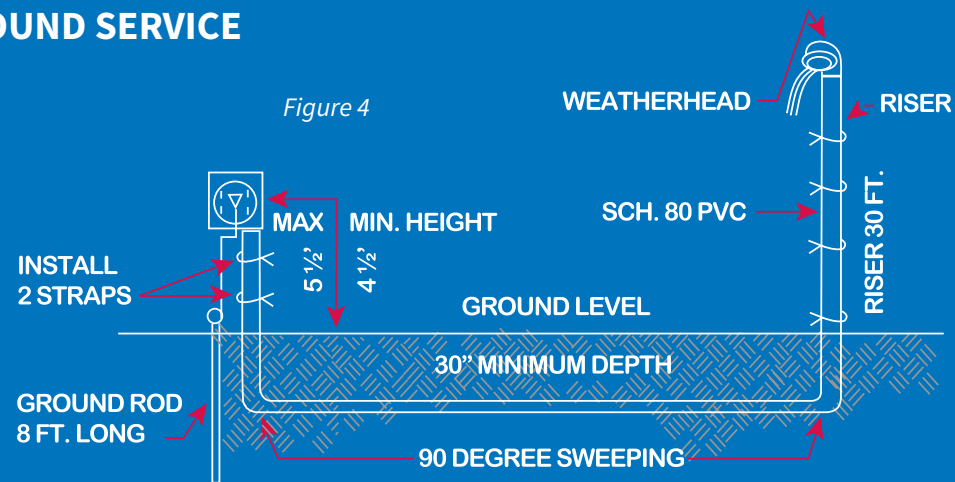 OUND SERVICE
Figure 4
WEATHERHEAD
RISER
MAX
MIN. HEIGHT
5 ½’
4 ½’
SCH. 80 PVC
RISER 30 FT.
INSTALL
2 STRAPS
GROUND LEVEL
30” MINIMUM DEPTH
GROUND ROD
8 FT. LONG
90 DEGREE SWEEPING